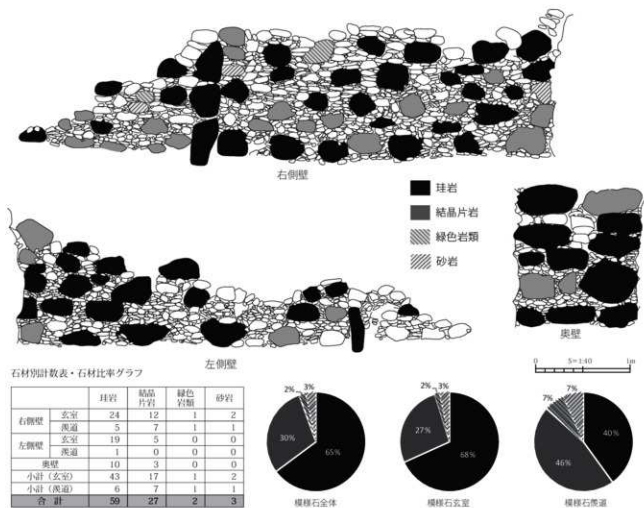 右側壁
珪岩
結晶片岩
緑色岩類
砂岩
左側壁
奥壁
石材別計数表・石材比率グラフ
0 S=1:40 1m
珪岩 結晶片岩 緑色岩類 砂岩
右側壁 玄室 24 12 1 2
羨道 5 7 1 1
左側壁 玄室 19 5 0 0
羨道 1 0 0 0
奥壁 10 3 0 0
小計(玄室) 43 17 1 2
小計(羨道) 6 7 1 1
合 計 59 27 2 3
2% 3%
30%
65%
模様石全体
2% 3%
27%
68%
模様石玄室
7% 7%
40%
46%
模様石羨道